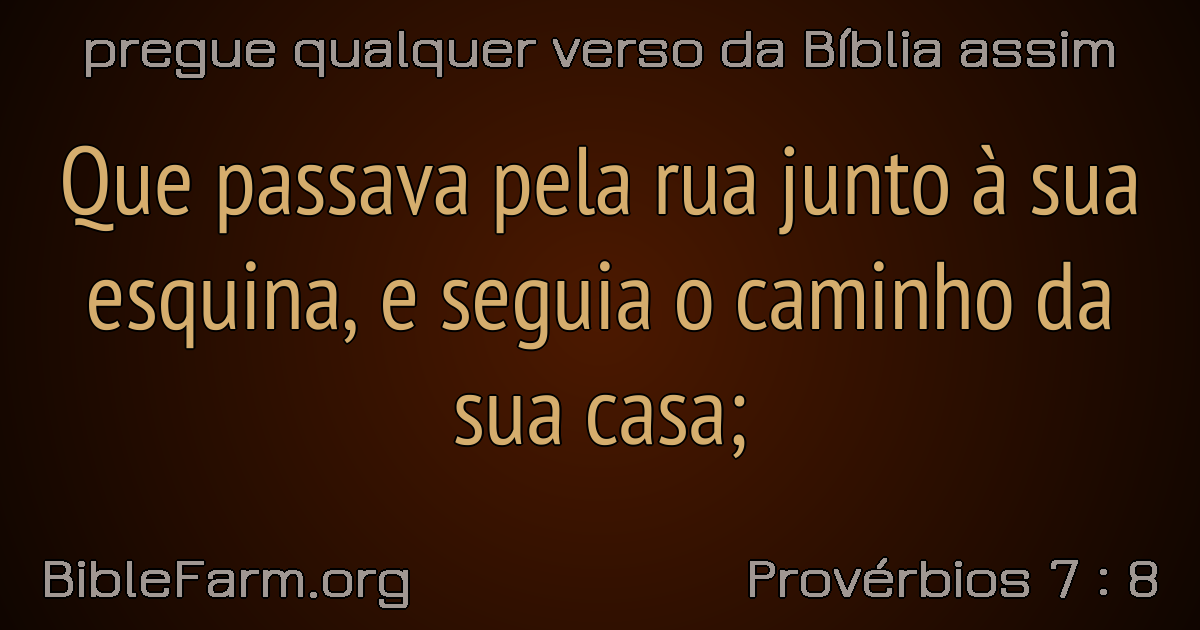 pregue qualquer verso da Bíblia assim
Que passava pela rua junto à sua
esquina, e seguia o caminho da
sua casa;
BibleFarm.org
Provérbios 7 : 8